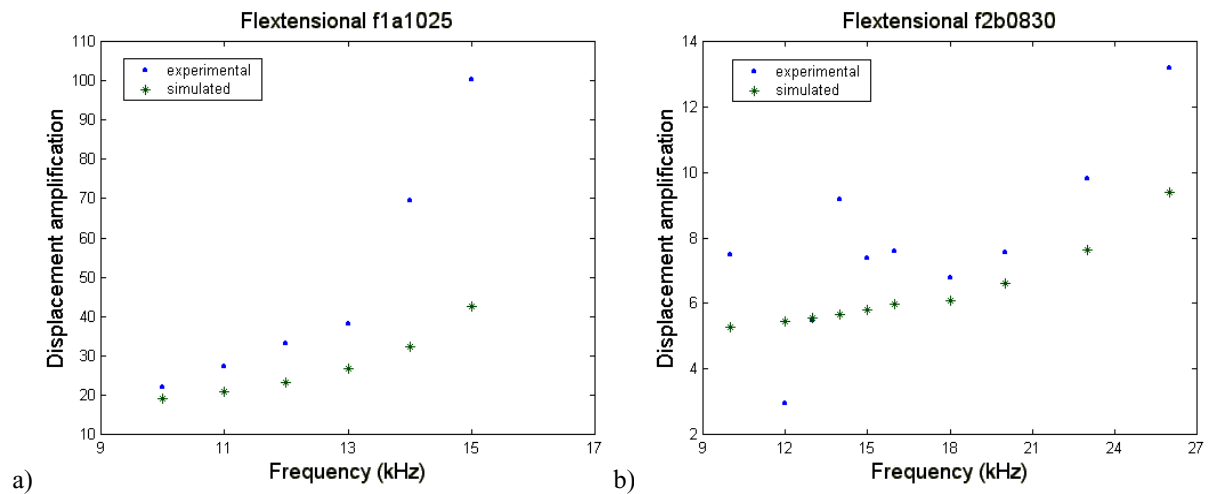 Flextensional f1a1025
110
100
90
80
70
60
50
40
30
20
10
experimental
simulated
Displacement amplification
9
11
13
15
17
Frequency (kHz)
a)
Flextensional f2b0830
14
12
10
8
6
4
2
experimental
simulated
Displacement amplification
9
12
15
18
21
24
27
Frequency (kHz)
b)